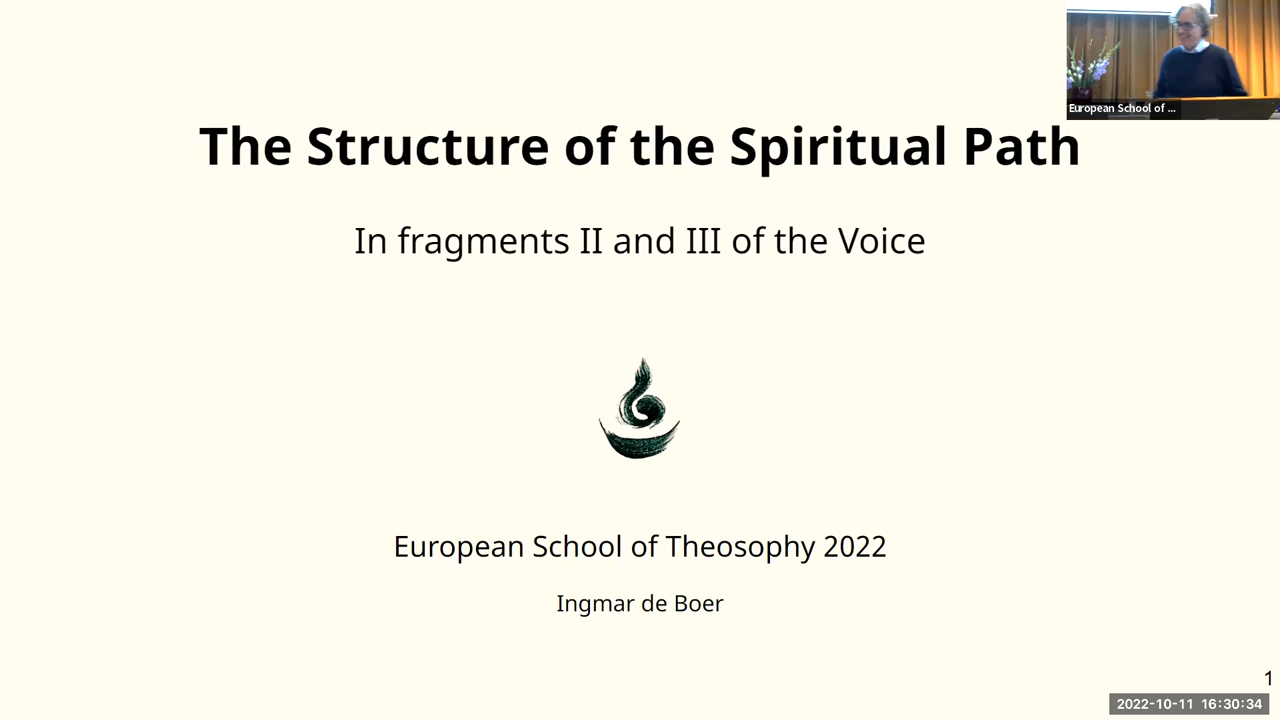 European School of ...
The Structure of the Spiritual Path
In fragments II and III of the Voice
European School of Theosophy 2022
Ingmar de Boer
1
2022-10-11 16:30:34